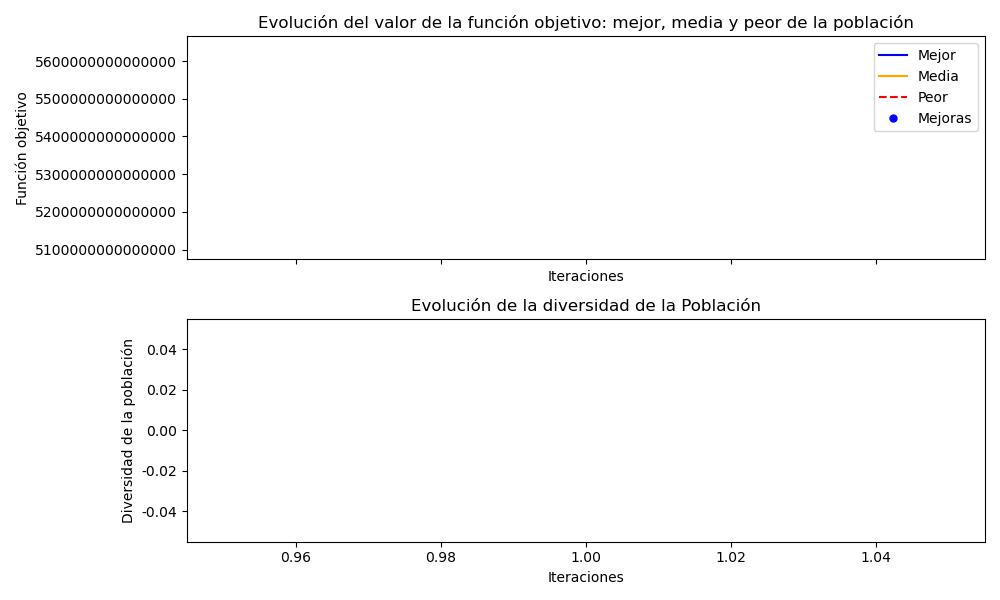 Evolución del valor de la función objetivo: mejor, media y peor de la población
Función objetivo
5600000000000000
5500000000000000
5400000000000000
5300000000000000
5200000000000000
5100000000000000
Mejor
Media
Peor
Mejoras
Iteraciones
Evolución de la diversidad de la Población
Diversidad de la población
0.04
0.02
0.00
-0.02
-0.04
0.96 0.98 1.00 1.02 1.04
Iteraciones